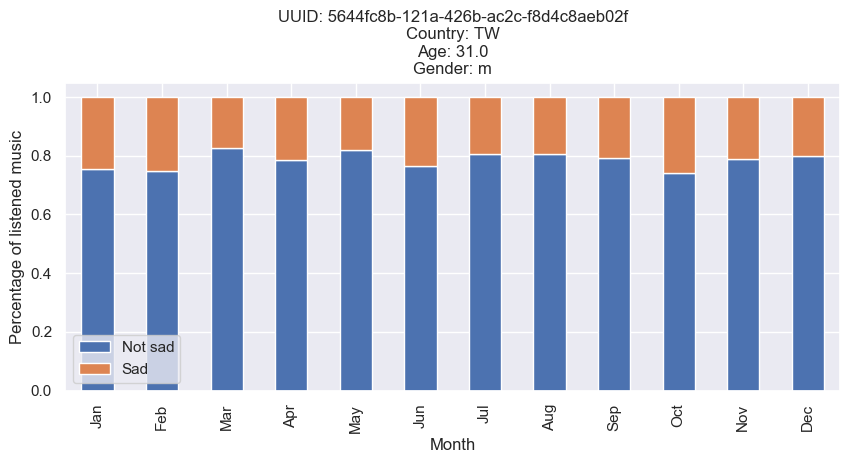 UUID: 5644fc8b-121a-426b-ac2c-f8d4c8aeb02f
Country: TW
Age: 31.0
Gender: m
Percentage of listened music
1.0
0.8
0.6
0.4
0.2
0.0
Not sad
Sad
Jan
Feb
Mar
Apr
May
Jun
Jul
Aug
Sep
Oct
Nov
Dec
Month